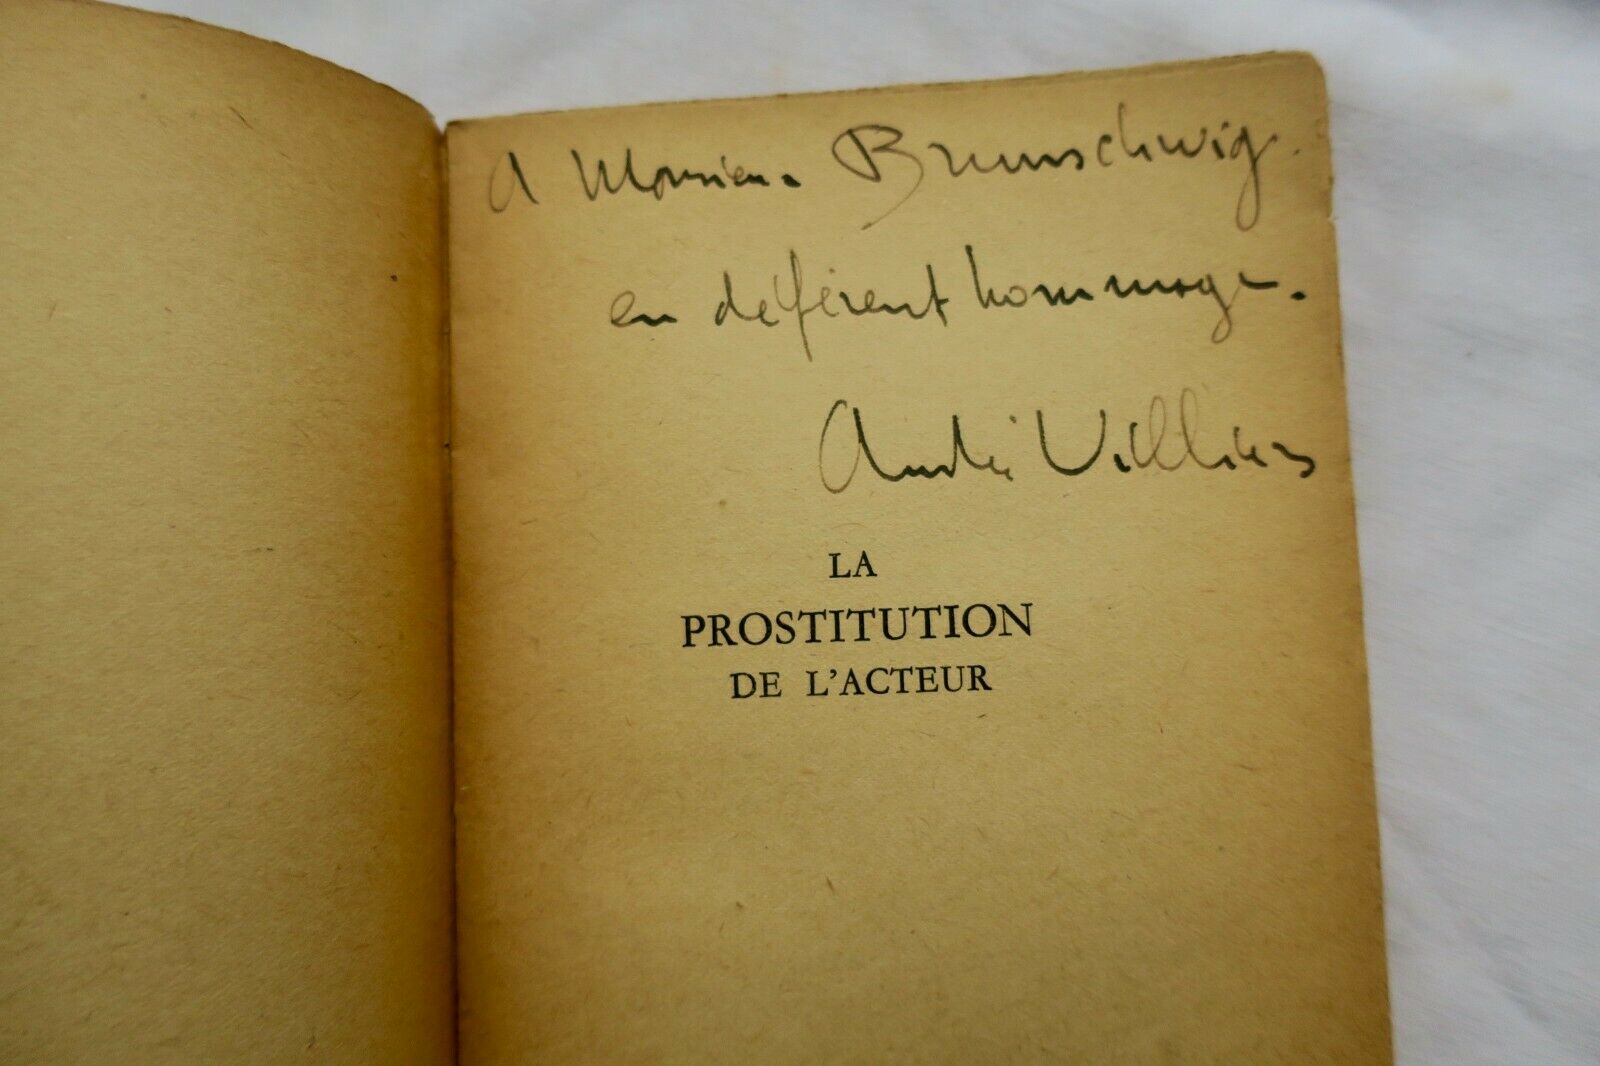 A Monsieur Brunschwig.
en déférent hommage.
André Villiers
LA
PROSTITUTION
DE L'ACTEUR